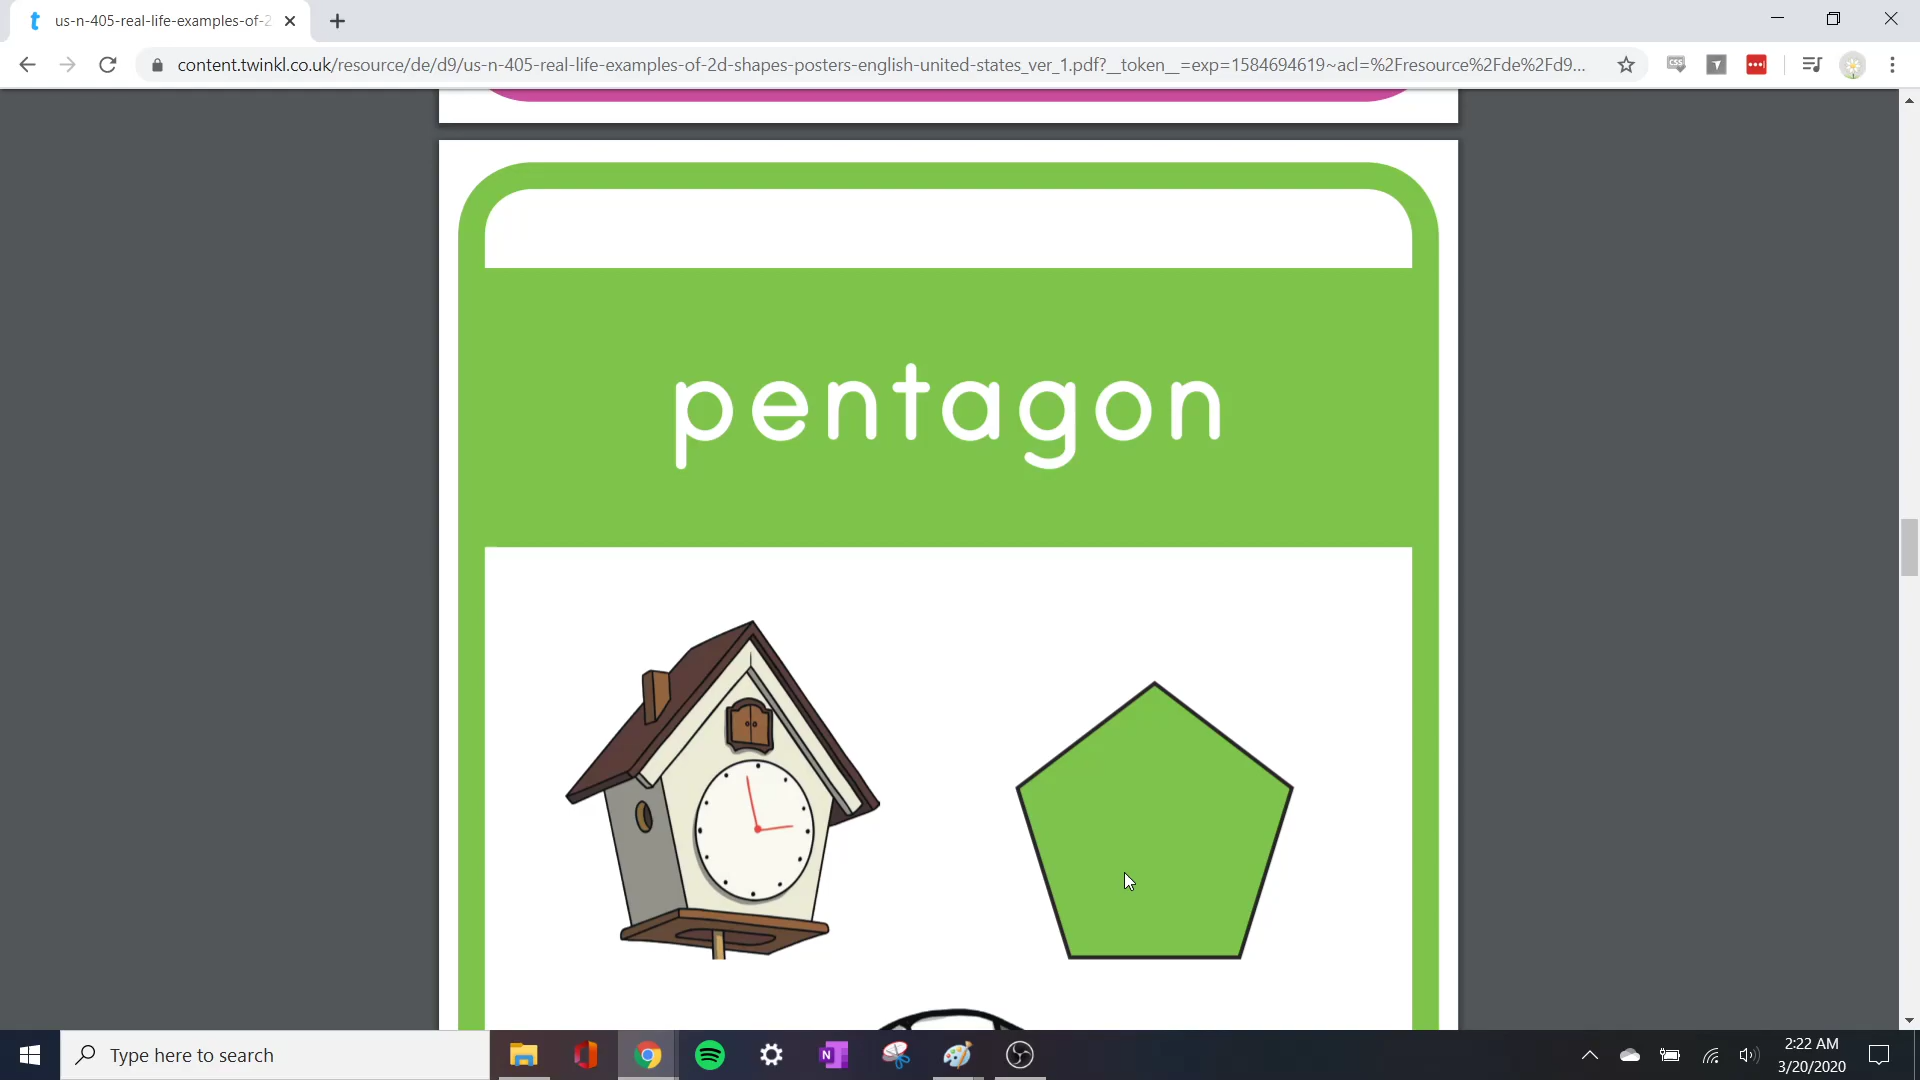 us-n-405-real-life-examples-of-2
content.twinkl.co.uk/resource/de/d9/us-n-405-real-life-examples-of-2d-shapes-posters-english-united-states_ver_1.pdf?__token__=exp=1584694619~acl=%2Fresource%2Fde%2Fd9...
pentagon
Type here to search
2:22 AM
3/20/2020